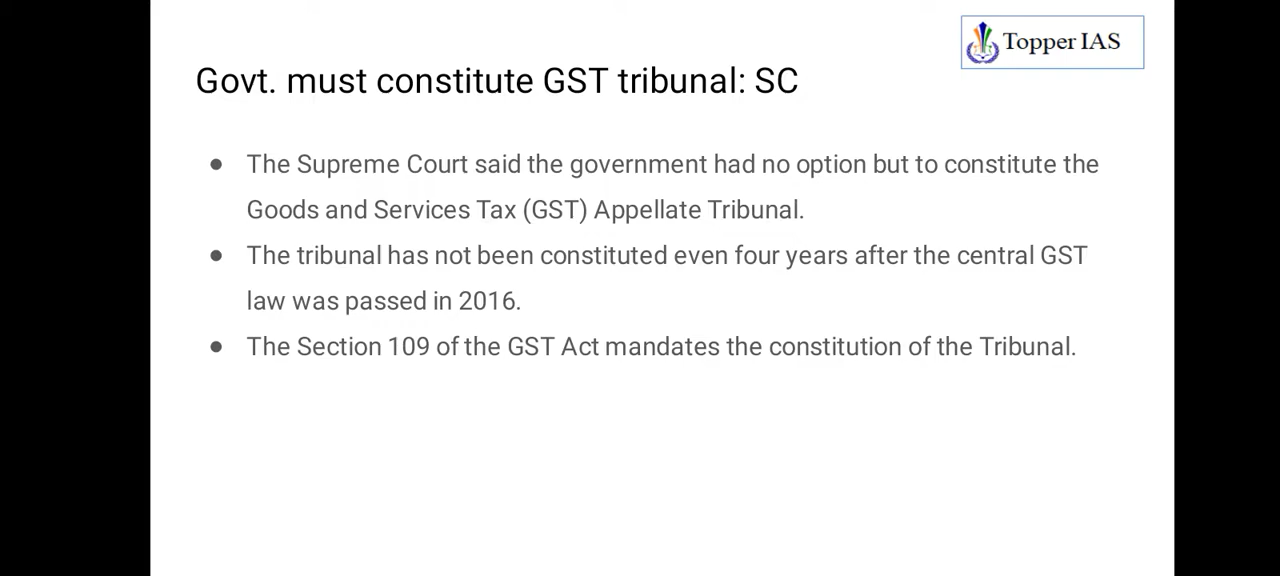 Topper IAS
Govt. must constitute GST tribunal: SC
● The Supreme Court said the government had no option but to constitute the
Goods and Services Tax (GST) Appellate Tribunal.
● The tribunal has not been constituted even four years after the central GST
law was passed in 2016.
● The Section 109 of the GST Act mandates the constitution of the Tribunal.